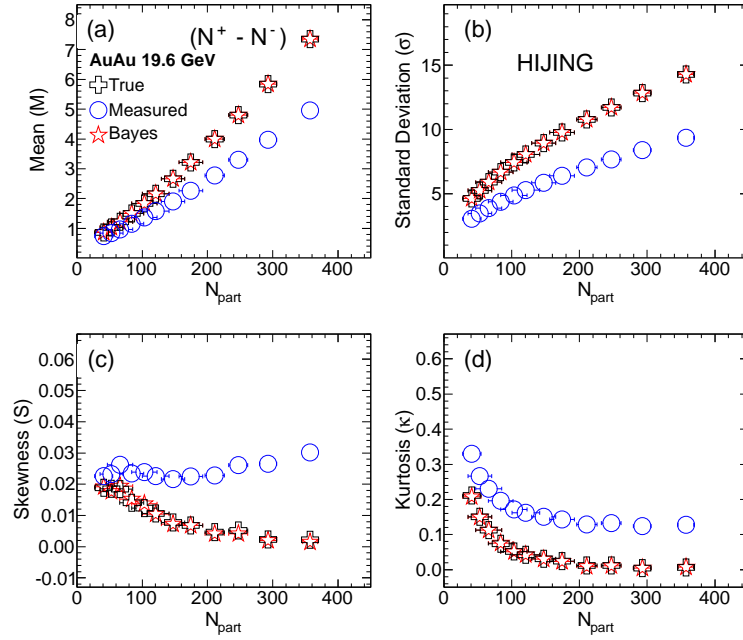 (a)
(N⁺ - N⁻)
AuAu 19.6 GeV
True
Measured
Bayes
Mean (M)
7
6
5
4
3
2
1
0 100 200 300 400
N_part
(b)
HIJING
Standard Deviation (σ)
15
10
5
0 100 200 300 400
N_part
(c)
Skewness (S)
0.06
0.05
0.04
0.03
0.02
0.01
0.00
-0.01
0 100 200 300 400
N_part
(d)
Kurtosis (κ)
0.6
0.5
0.4
0.3
0.2
0.1
0.0
0 100 200 300 400
N_part